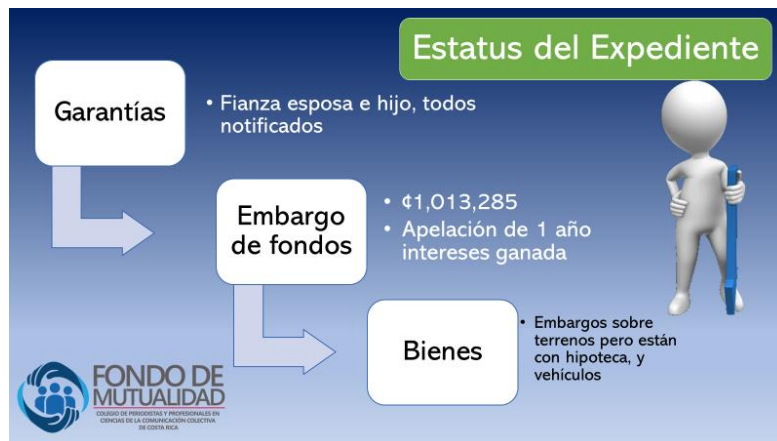 Estatus del Expediente
Garantías
• Fianza esposa e hijo, todos
notificados
Embargo
de fondos
• ¢1,013,285
• Apelación de 1 año
intereses ganada
Bienes
• Embargos sobre
terrenos pero están
con hipoteca, y
vehículos
FONDO DE
MUTUALIDAD
COLEGIO DE PERIODISTAS Y PROFESIONALES EN
CIENCIAS DE LA COMUNICACIÓN COLECTIVA
DE COSTA RICA